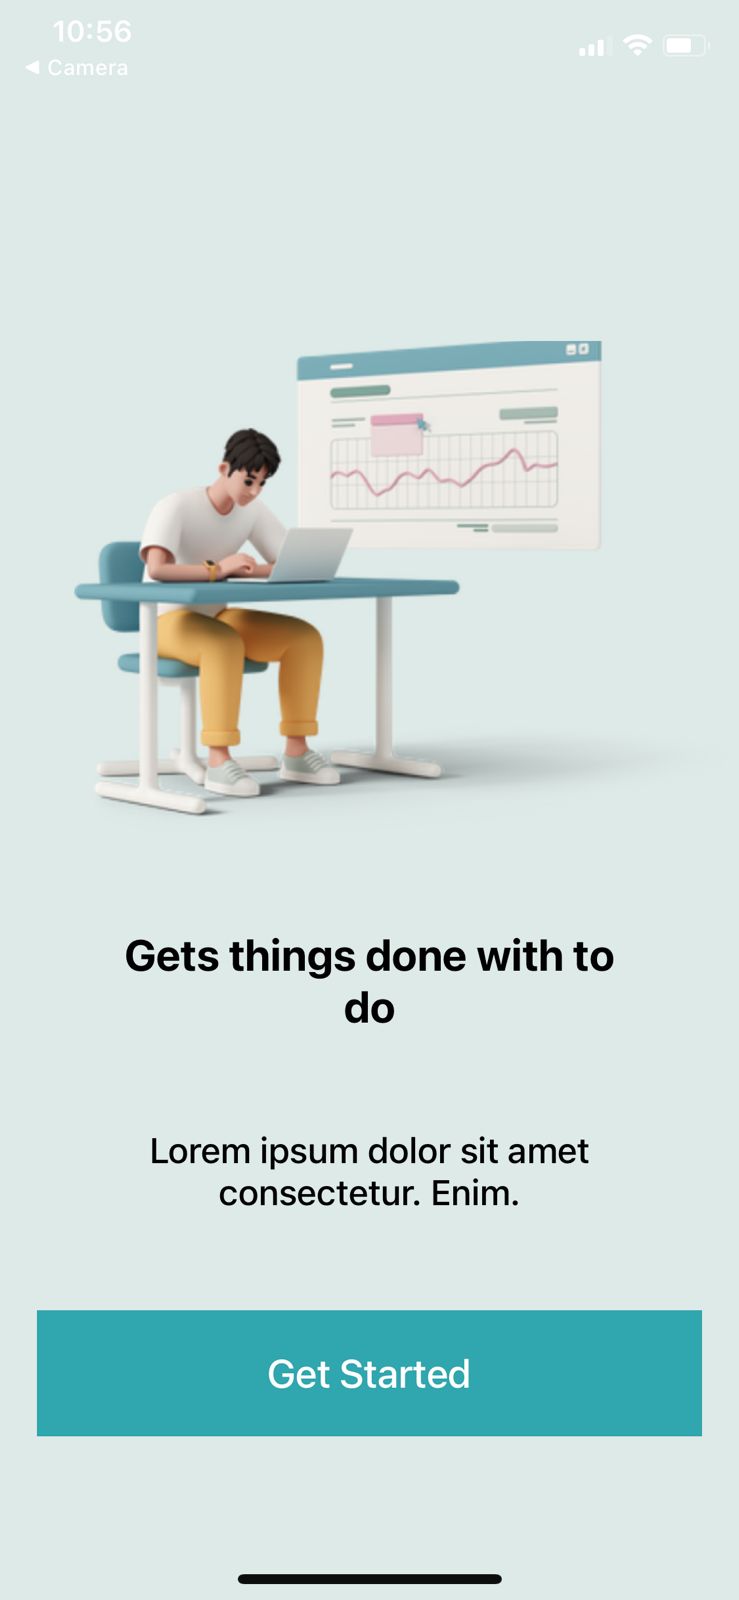 10:56
◀ Camera
Gets things done with to
do
Lorem ipsum dolor sit amet
consectetur. Enim.
Get Started